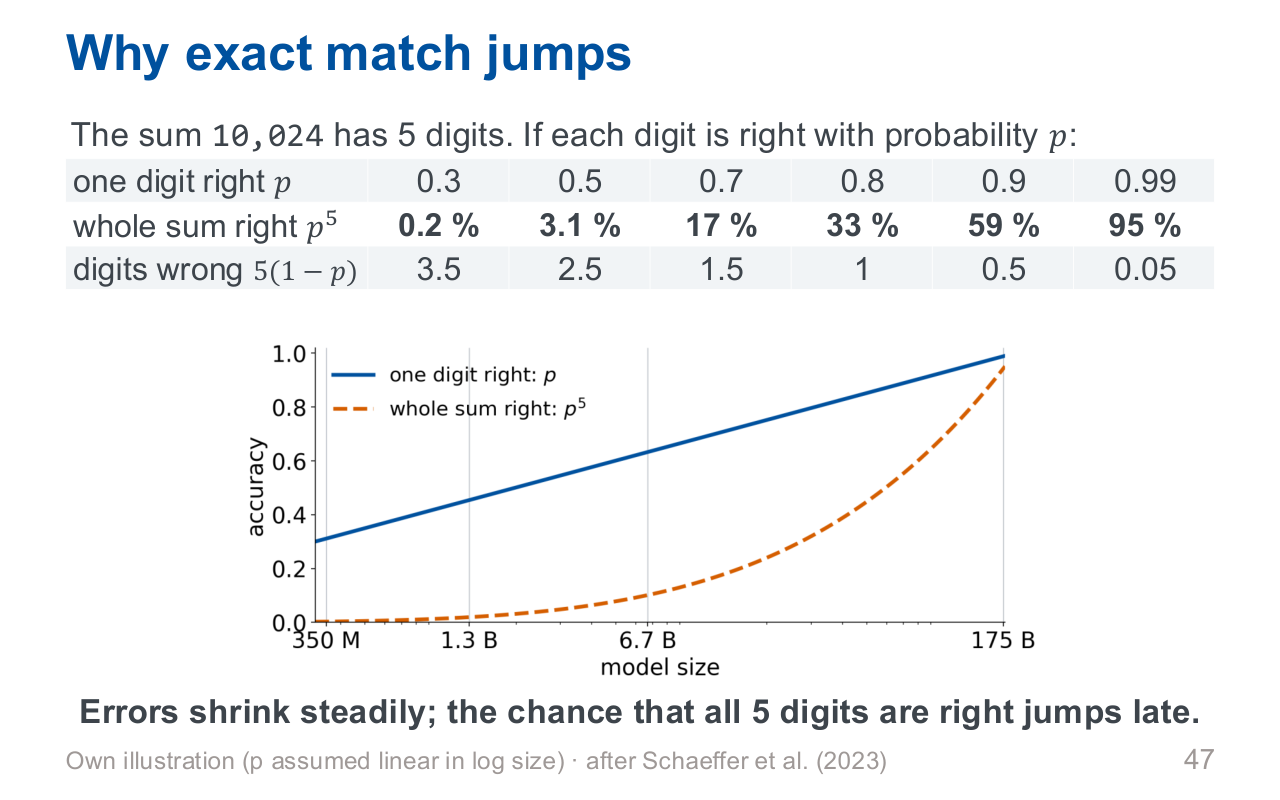 Why exact match jumps
The sum 10,024 has 5 digits. If each digit is right with probability p:
one digit right p 0.3 0.5 0.7 0.8 0.9 0.99
whole sum right p⁵ 0.2 % 3.1 % 17 % 33 % 59 % 95 %
digits wrong 5(1 − p) 3.5 2.5 1.5 1 0.5 0.05
1.0
one digit right: p
0.8
whole sum right: p⁵
accuracy
0.6
0.4
0.2
0.0
350 M 1.3 B 6.7 B 175 B
model size
Errors shrink steadily; the chance that all 5 digits are right jumps late.
Own illustration (p assumed linear in log size) · after Schaeffer et al. (2023) 47